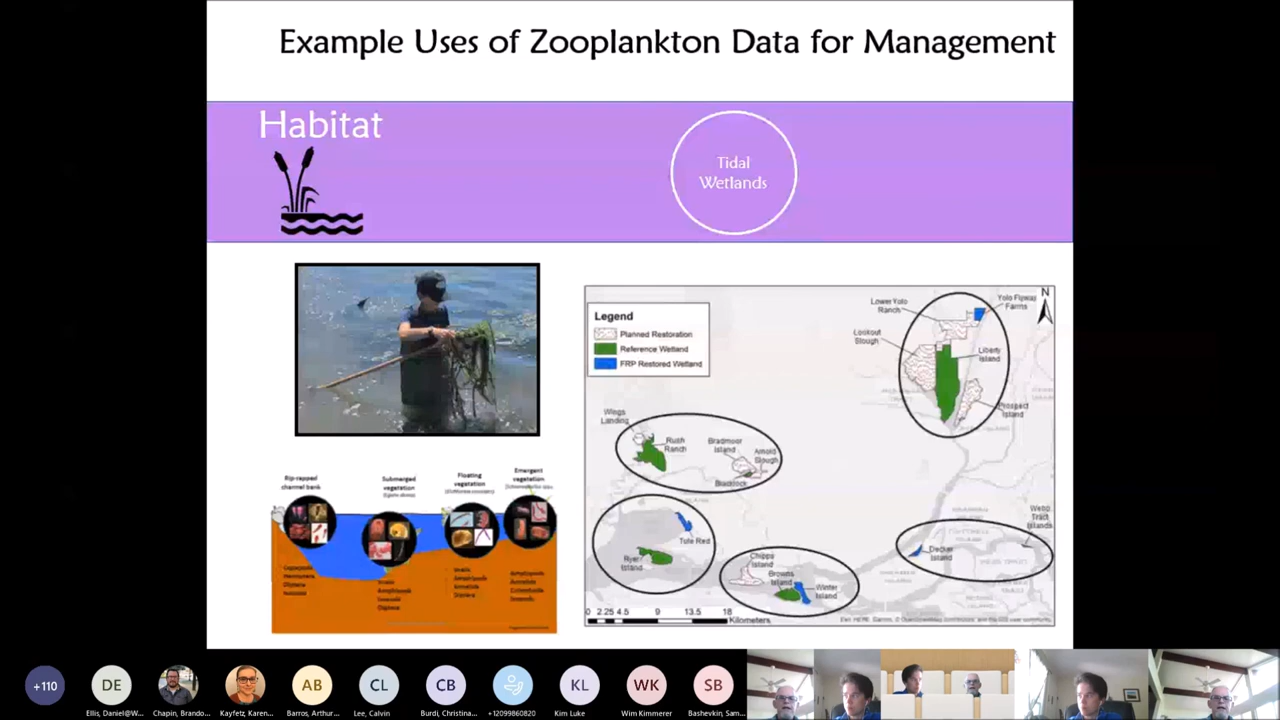 Example Uses of Zooplankton Data for Management
Habitat
Tidal
Wetlands
Legend
Planned Restoration
Reference Wetland
FRP Restored Wetland
N
Lower Yolo
Ranch
Yolo Flyway
Farms
Lookout
Slough
Liberty
Island
Prospect
Island
Wings
Landing
Rush
Ranch
Bradmoor
Island
Arnold
Slough
Blacklock
Tule Red
Ryer
Island
Chipps
Island
Browns
Island
Winter
Island
Decker
Island
Webb
Tract
Islands
0 2.25 4.5 9 13.5 18
Kilometers
Rip-rapped
channel bank
Submerged
vegetation
Floating
vegetation
Emergent
vegetation
+110
DE
AB
CL
CB
KL
WK
SB
Ellis, Daniel@W...
Chapin, Brando...
Kayfetz, Karen...
Barros, Arthur...
Lee, Calvin
Burdi, Christina...
+12099860820
Kim Luke
Wim Kimmerer
Bashevkin, Sam...